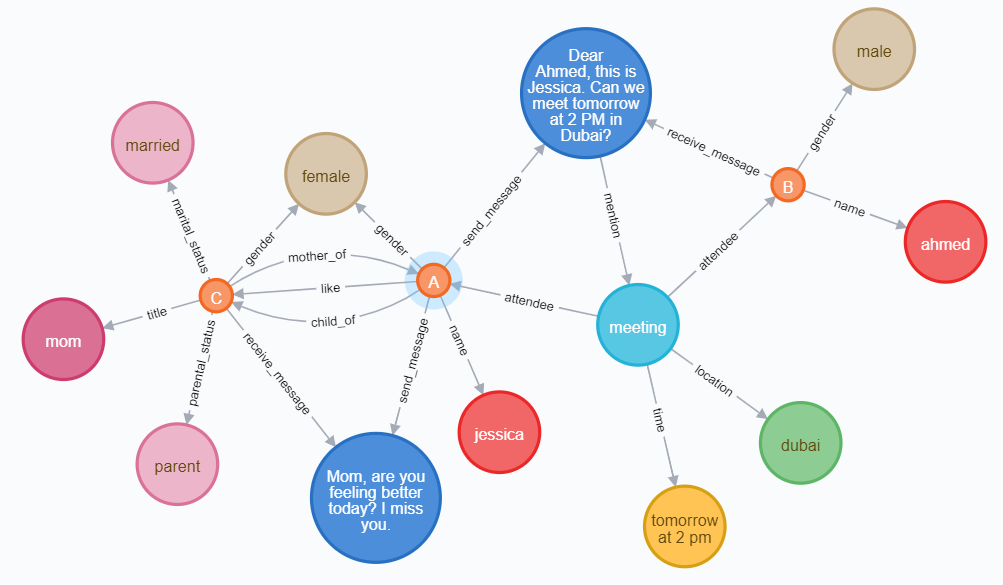 Dear
Ahmed, this is
Jessica. Can we
meet tomorrow
at 2 PM in
Dubai?
male
married
female
receive_message
gender
B
name
ahmed
send_message
mention
marital_status
gender
gender
mother_of
attendee
C
like
A
attendee
meeting
title
child_of
mom
parental_status
receive_message
send_message
name
location
time
jessica
dubai
parent
Mom, are you
feeling better
today? I miss
you.
tomorrow
at 2 pm